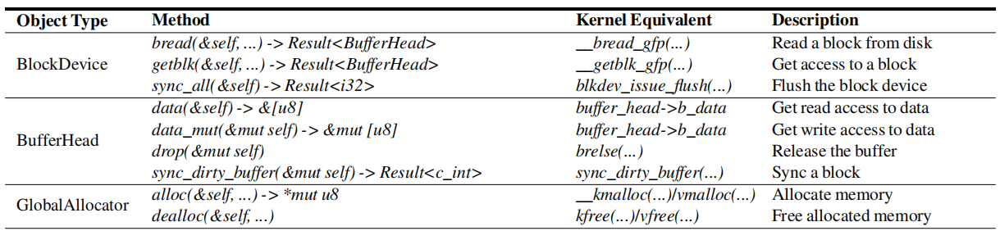 Object Type Method Kernel Equivalent Description
bread(&self, ...) -> Result<BufferHead> __bread_gfp(...) Read a block from disk
BlockDevice getblk(&self, ...) -> Result<BufferHead> __getblk_gfp(...) Get access to a block
sync_all(&self) -> Result<i32> blkdev_issue_flush(...) Flush the block device
data(&self) -> &[u8] buffer_head->b_data Get read access to data
data_mut(&mut self) -> &mut [u8] buffer_head->b_data Get write access to data
BufferHead
drop(&mut self) brelse(...) Release the buffer
sync_dirty_buffer(&mut self) -> Result<c_int> sync_dirty_buffer(...) Sync a block
alloc(&self, ...) -> *mut u8 __kmalloc(...)/vmalloc(...) Allocate memory
GlobalAllocator
dealloc(&self, ...) kfree(...)/vfree(...) Free allocated memory